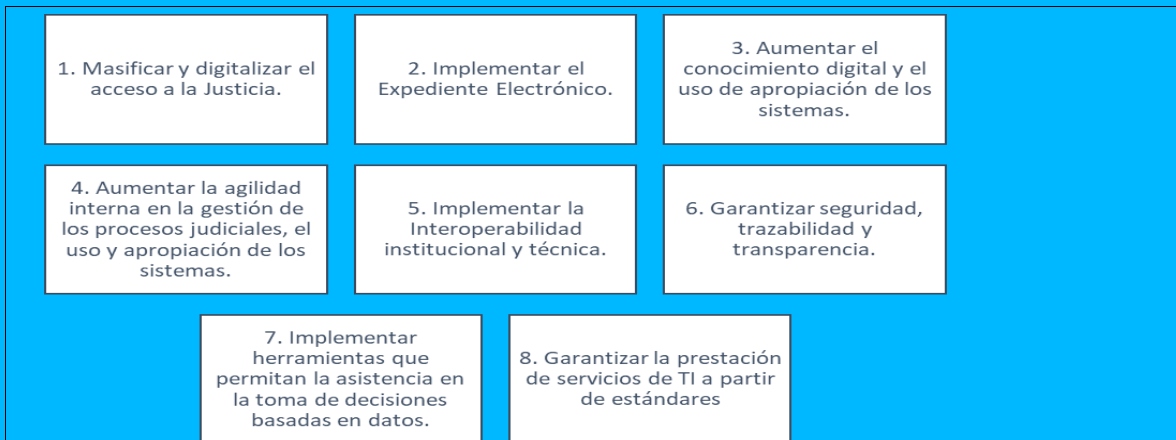 1. Masificar y digitalizar el
acceso a la Justicia.
2. Implementar el
Expediente Electrónico.
3. Aumentar el
conocimiento digital y el
uso de apropiación de los
sistemas.
4. Aumentar la agilidad
interna en la gestión de
los procesos judiciales, el
uso y apropiación de los
sistemas.
5. Implementar la
Interoperabilidad
institucional y técnica.
6. Garantizar seguridad,
trazabilidad y
transparencia.
7. Implementar
herramientas que
permitan la asistencia en
la toma de decisiones
basadas en datos.
8. Garantizar la prestación
de servicios de TI a partir
de estándares